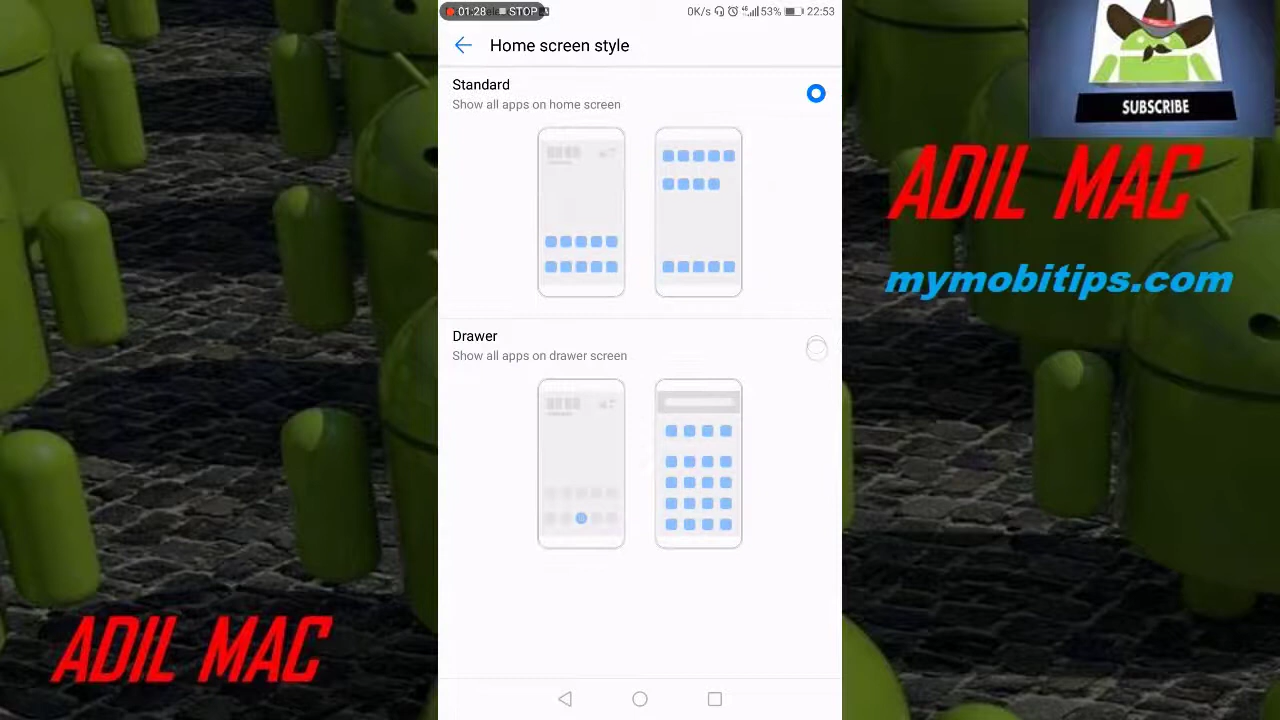 01:28 STOP
0K/s 53% 22:53
Home screen style
Standard
Show all apps on home screen
Drawer
Show all apps on drawer screen
SUBSCRIBE
ADIL MAC
mymobitips.com
ADIL MAC